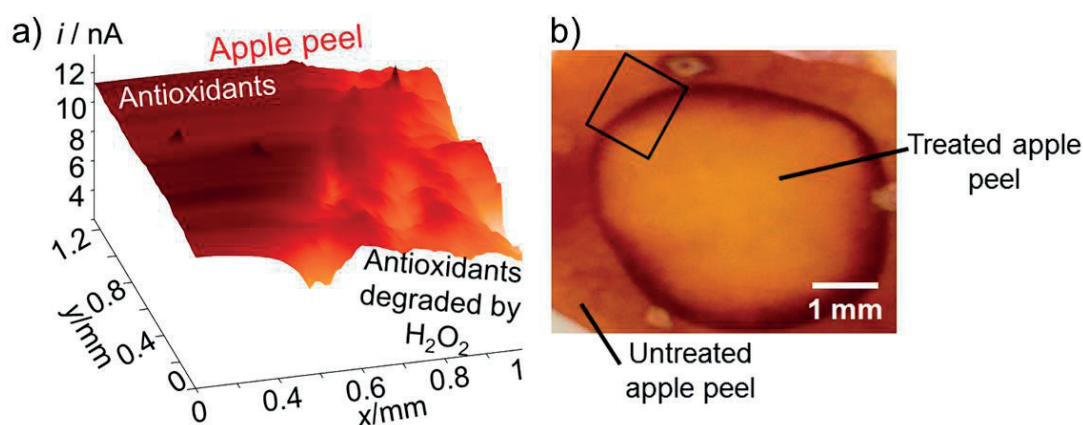 a)
i / nA
Apple peel
12
Antioxidants
10
8
6
4
1.2
0.8
0.4
0
y/mm
Antioxidants
degraded by
H₂O₂
0
0.4
0.6
0.8
1
x/mm
b)
Treated apple
peel
1 mm
Untreated
apple peel